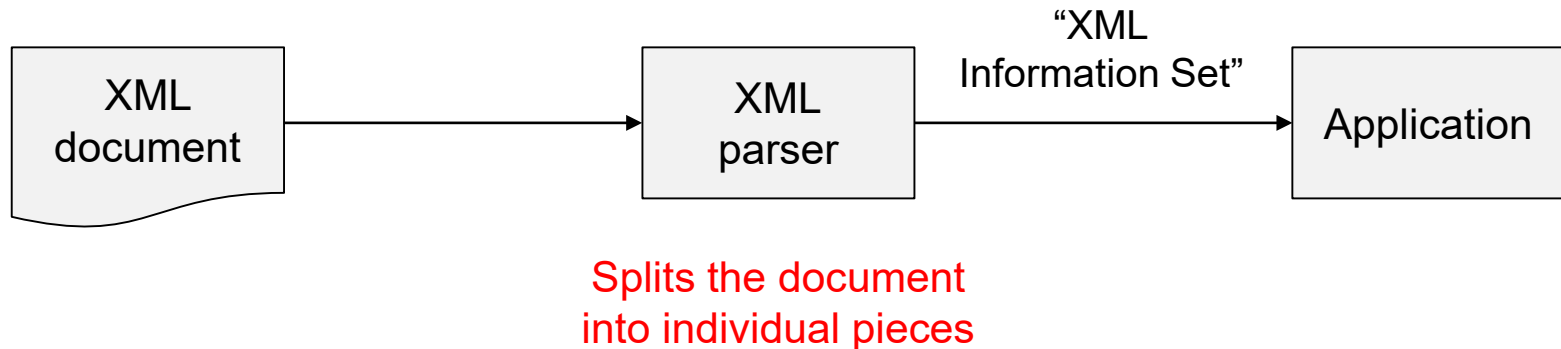 XML
document
XML
parser
“XML
Information Set”
Application
Splits the document
into individual pieces